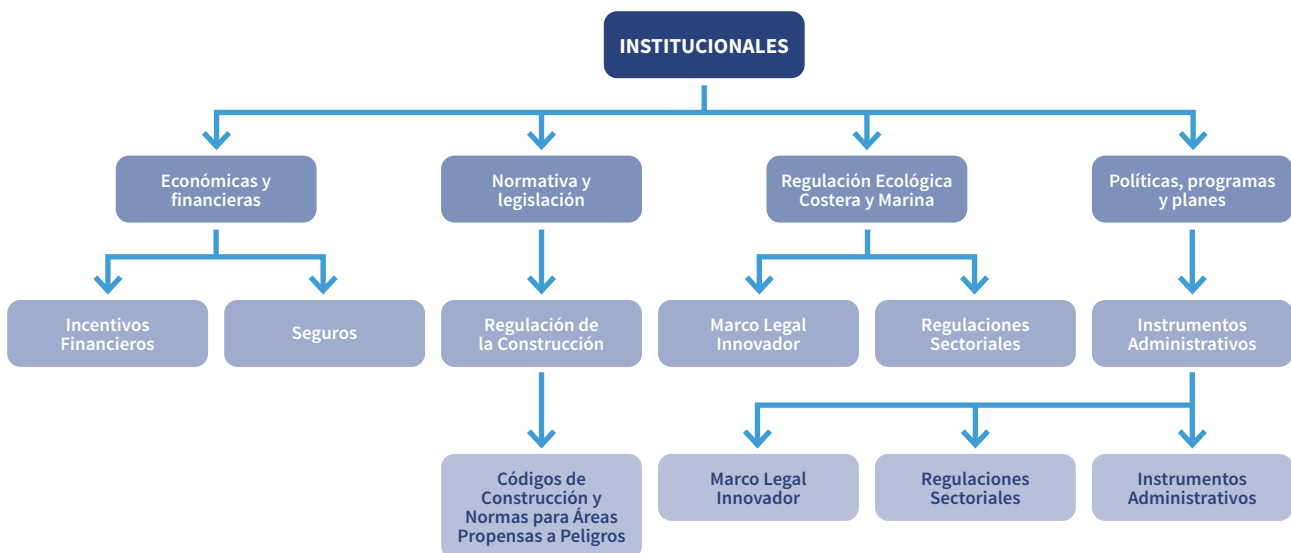 INSTITUCIONALES
Económicas y
financieras
Normativa y
legislación
Regulación Ecológica
Costera y Marina
Políticas, programas
y planes
Incentivos
Financieros
Seguros
Regulación de
la Construcción
Marco Legal
Innovador
Regulaciones
Sectoriales
Instrumentos
Administrativos
Códigos de
Construcción y
Normas para Áreas
Propensas a Peligros
Marco Legal
Innovador
Regulaciones
Sectoriales
Instrumentos
Administrativos